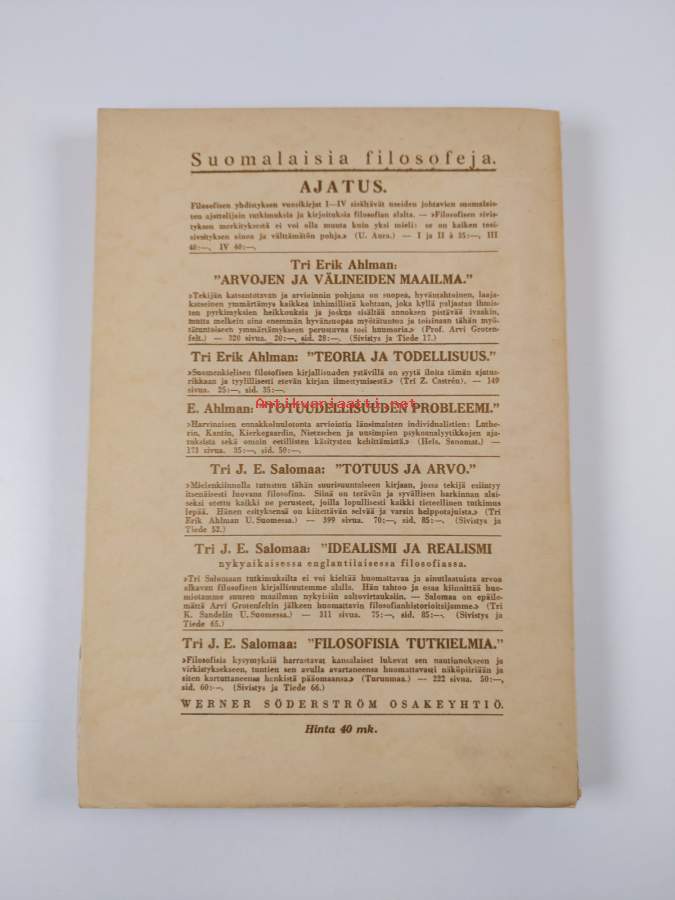 Suomalaisia filosofeja.
AJATUS.
Filosofisen yhdistyksen vuosikirjat I—IV sisältävät useiden johtavien suomalais-
ten ajattelijain tutkimuksia ja kirjoituksia filosofian alalta. — »Filosofisen sivis-
tyksen merkityksestä ei voi olla muuta kuin yksi mieli: se on kaiken tosi-
sivistyksen ainoa ja välttämätön pohja.» (U. Aura.) — I ja II à 35:—, III
40:—, IV 40:—.
Tri Erik Ahlman:
"ARVOJEN JA VÄLINEIDEN MAAILMA."
»Tekijän katsantotavan ja arvioinnin pohjana on suopea, hyväntahtoinen, laaja-
katseinen ymmärtämys kaikkea inhimillistä kohtaan, joka kyllä paljastaa ihmis-
ten pyrkimyksien heikkouksia ja joskus sisältää annoksen pistävää ivaakin,
mutta melkein aina enemmän hyvänsuopaa myötätuntoa ja toisinaan tähän myö-
tätuntoiseen ymmärtämykseen perustuvaa tosi huumoria.» (Prof. Arvi Groten-
felt.) — 320 sivua. 20:—, sid. 28:—. (Sivistys ja Tiede 17.)
Tri Erik Ahlman: "TEORIA JA TODELLISUUS."
»Suomenkielisen filosofisen kirjallisuuden ystävillä on syytä iloita tämän ajatus-
rikkaan ja tyylillisesti etevän kirjan ilmestymisestä.» (Tri Z. Castrén). — 149
sivua. 25:—, sid. 35:—.
Antikvariaatti.net
E. Ahlman: "TOTUUDELLISUUDEN PROBLEEMI."
»Harvinaisen ennakkoluulotonta arviointia länsimaisten individualistien: Luthe-
rin, Kantin, Kierkegaardin, Nietzschen ja uusimpien psykoanalyytikkojen aja-
tuksista sekä omain eetillisten käsitysten kehittämistä.» (Hels. Sanomat.) —
173 sivua. 35:—, sid. 50:—.
Tri J. E. Salomaa: "TOTUUS JA ARVO."
»Mielenkiinnolla tutustuu tähän suurisuuntaiseen kirjaan, jossa tekijä esiintyy
itsenäisesti luovana filosofina. Siinä on terävän ja syvällisen harkinnan alai-
seksi otettu kaikki ne perusteet, joilla lopullisesti kaikki tieteellinen tutkimus
lepää. Hänen esityksensä on kiitettävän selvää ja varsin helppotajuista.» (Tri
Erik Ahlman U. Suomessa.) — 399 sivua. 70:—, sid. 85:—. (Sivistys ja
Tiede 52.)
Tri J. E. Salomaa: "IDEALISMI JA REALISMI
nykyaikaisessa englantilaisessa filosofiassa.
»Tri Salomaan tutkimuksilta ei voi kieltää huomattavaa ja ainutlaatuista arvoa
alkavan filosofisen kirjallisuutemme alalla. Hän tahtoo ja osaa kiinnittää huo-
miotamme suuren maailman nykyisiin aaltovirtauksiin. — Salomaa on epäile-
mättä Arvi Grotenfeltin jälkeen huomattavin filosofianhistorioitsijamme.» (Tri
K. Sandelin U. Suomessa.) — 311 sivua. 75:—, sid. 85:—. (Sivistys ja
Tiede 65.)
Tri J. E. Salomaa: "FILOSOFISIA TUTKIELMIA."
»Filosofisia kysymyksiä harrastavat kansalaiset lukevat sen nautinnokseen ja
virkistyksekseen, tuntien sen avulla avartaneensa huomattavasti näköpiiriään ja
siten kartuttaneensa henkistä pääomaansa.» (Turunmaa.) — 222 sivua. 50:—,
sid. 60:—. (Sivistys ja Tiede 66.)
WERNER SÖDERSTRÖM OSAKEYHTIÖ.
Hinta 40 mk.